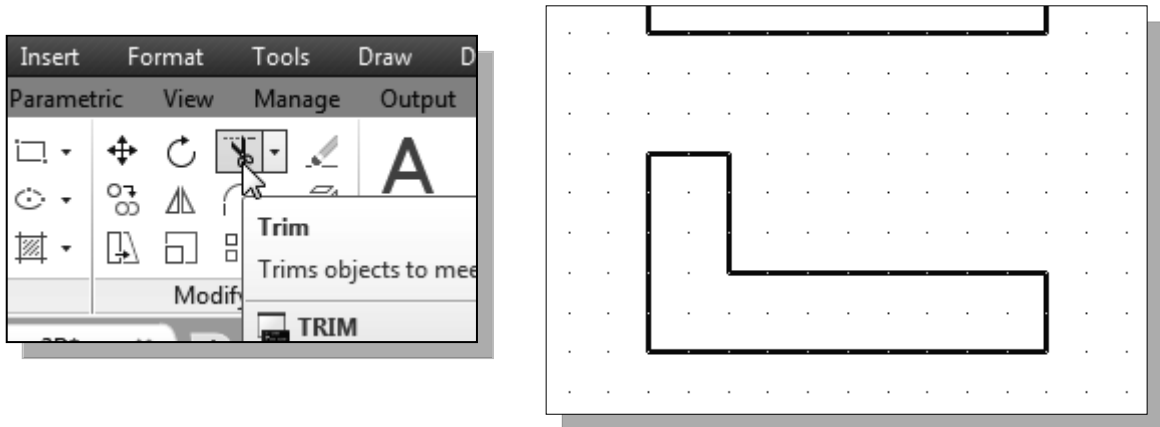 Insert Format Tools Draw D
Parametric View Manage Output
A
Trim
Trims objects to mee
Modify
TRIM